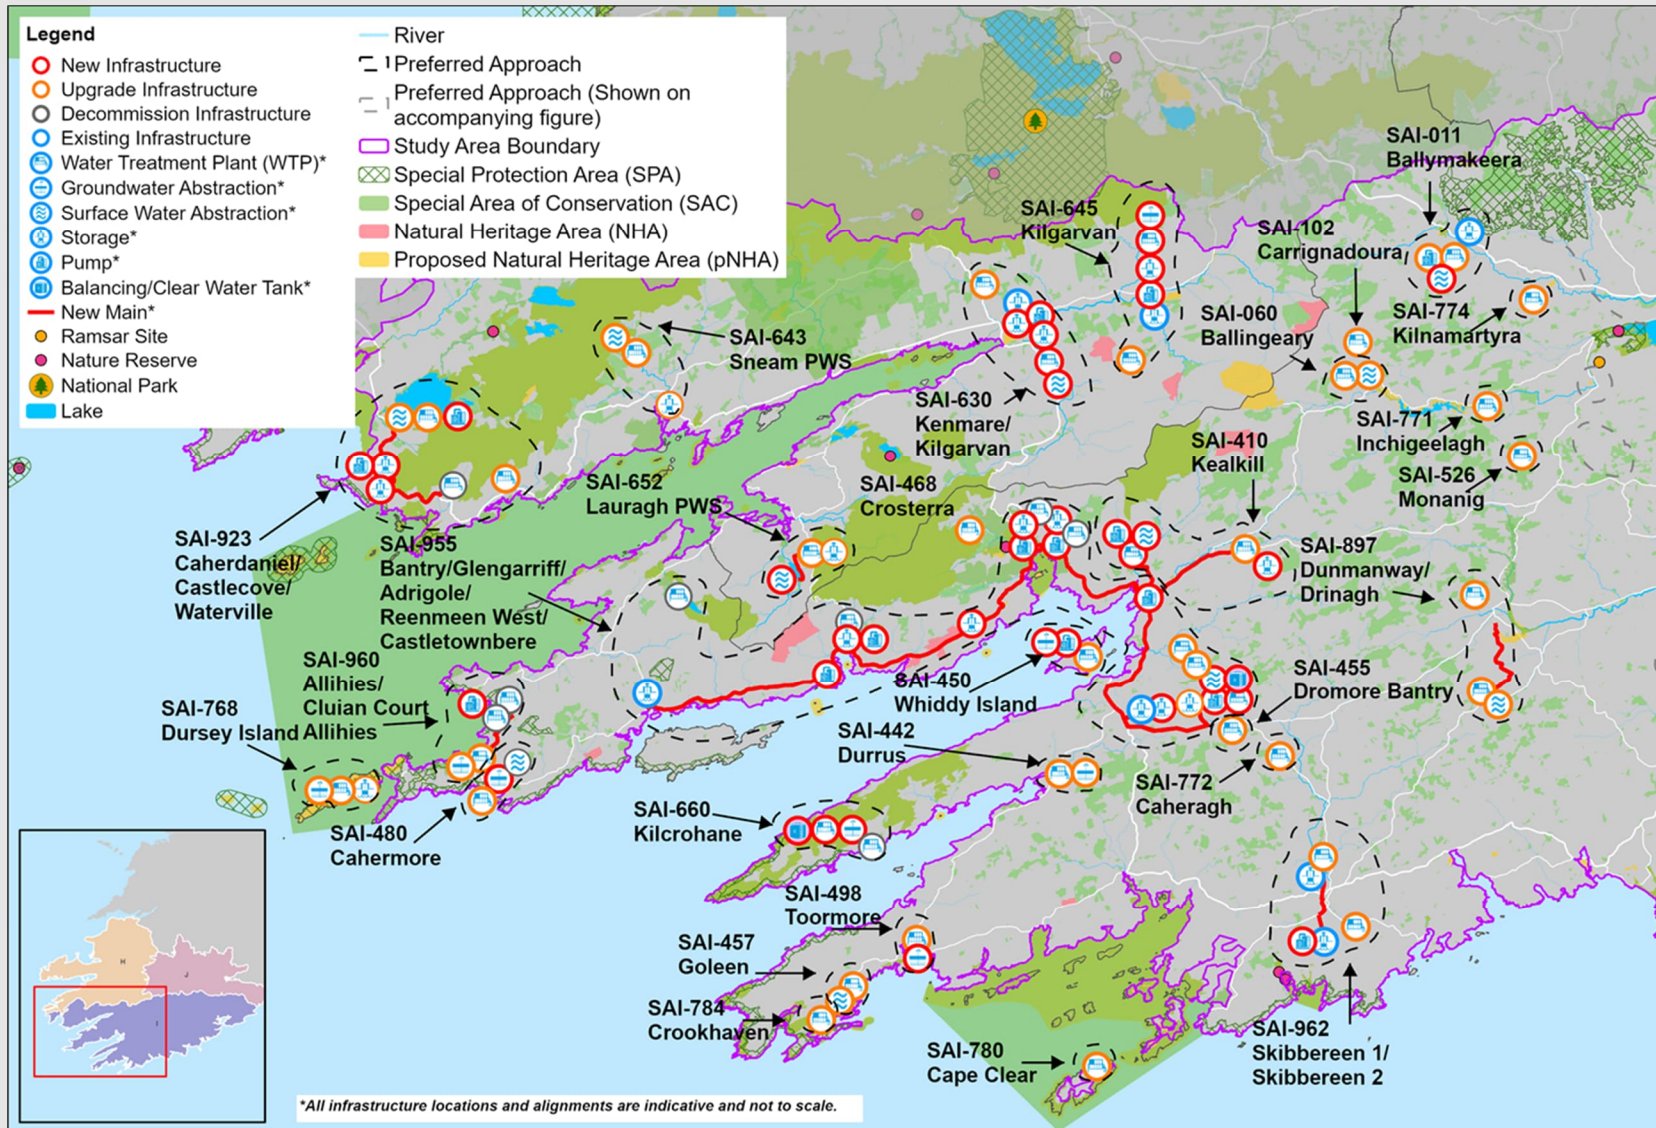 Legend
New Infrastructure
Upgrade Infrastructure
Decommission Infrastructure
Existing Infrastructure
Water Treatment Plant (WTP)*
Groundwater Abstraction*
Surface Water Abstraction*
Storage*
Pump*
Balancing/Clear Water Tank*
New Main*
Ramsar Site
Nature Reserve
National Park
Lake
River
Preferred Approach
Preferred Approach (Shown on
accompanying figure)
Study Area Boundary
Special Protection Area (SPA)
Special Area of Conservation (SAC)
Natural Heritage Area (NHA)
Proposed Natural Heritage Area (pNHA)
SAI-011
Ballymakeera
SAI-645
Kilgarvan
SAI-102
Carrignadoura
SAI-060
Ballingeary
SAI-774
Kilnamartyra
SAI-643
Sneam PWS
SAI-630
Kenmare/
Kilgarvan
SAI-771
Inchigeelagh
SAI-410
Kealkill
SAI-526
Monanig
SAI-652
Lauragh PWS
SAI-468
Crosterra
SAI-923
Caherdaniel/
Castlecove/
Waterville
SAI-955
Bantry/Glengarriff/
Adrigole/
Reenmeen West/
Castletownbere
SAI-897
Dunmanway/
Drinagh
SAI-960
Allihies/
Cluian Court
Allihies
SAI-768
Dursey Island
SAI-450
Whiddy Island
SAI-455
Dromore Bantry
SAI-442
Durrus
SAI-772
Caheragh
SAI-480
Cahermore
SAI-660
Kilcrohane
SAI-498
Toormore
SAI-457
Goleen
SAI-784
Crookhaven
SAI-780
Cape Clear
SAI-962
Skibbereen 1/
Skibbereen 2
H
J
I
*All infrastructure locations and alignments are indicative and not to scale.